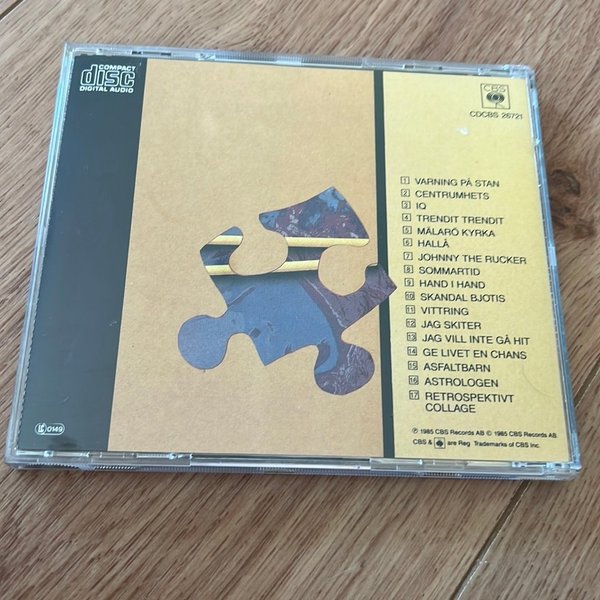 COMPACT
disc
DIGITAL AUDIO
CBS
CDCBS 26721
1 VARNING PÅ STAN
2 CENTRUMHETS
3 IQ
4 TRENDIT TRENDIT
5 MÄLARÖ KYRKA
6 HALLÅ
7 JOHNNY THE RUCKER
8 SOMMARTID
9 HAND I HAND
10 SKANDAL BJOTIS
11 VITTRING
12 JAG SKITER
13 JAG VILL INTE GÅ HIT
14 GE LIVET EN CHANS
15 ASFALTBARN
16 ASTROLOGEN
17 RETROSPEKTIVT
COLLAGE
℗ 1985 CBS Records AB © 1985 CBS Records AB.
CBS & are Reg. Trademarks of CBS Inc.
LC 0149